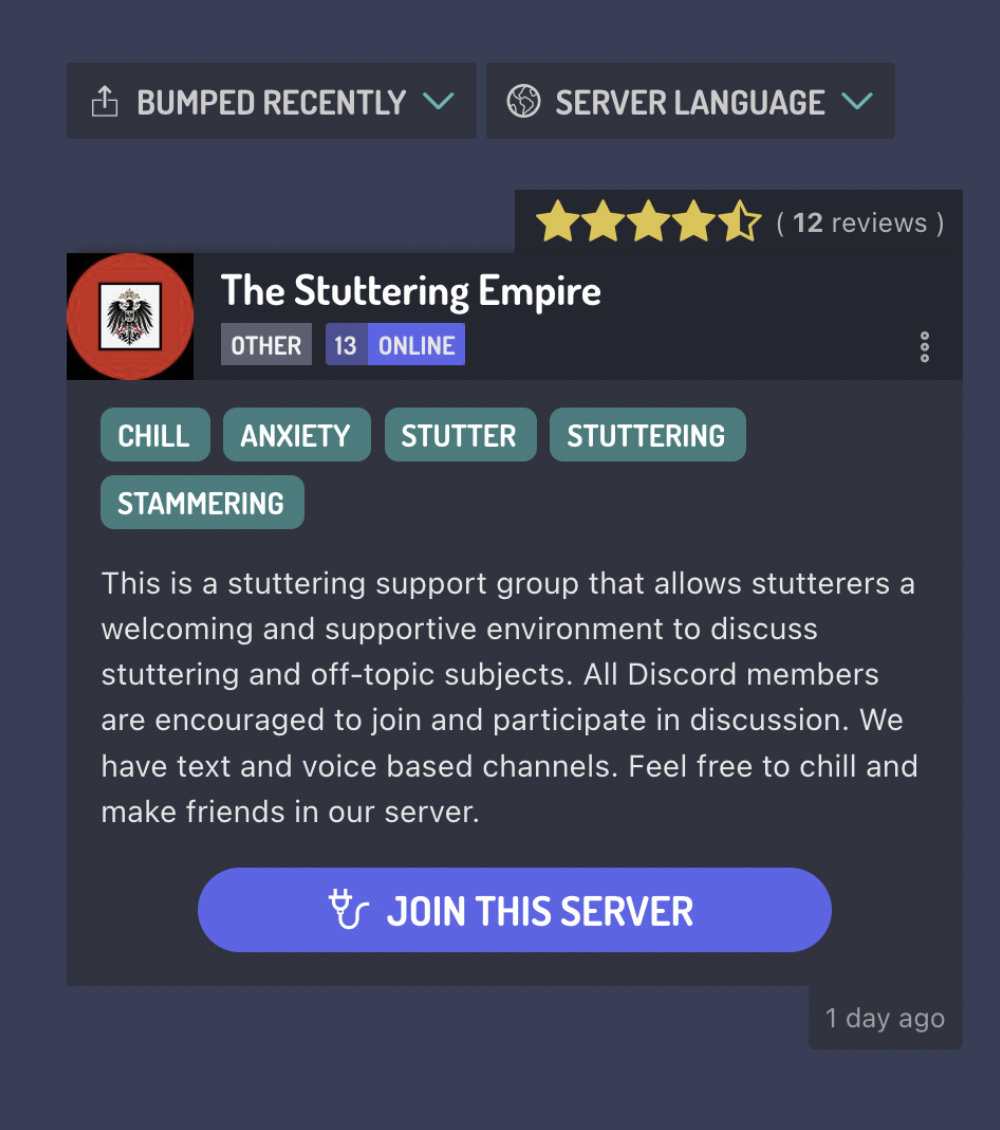 BUMPED RECENTLY
SERVER LANGUAGE
( 12 reviews )
The Stuttering Empire
OTHER 13 ONLINE
CHILL ANXIETY STUTTER STUTTERING
STAMMERING
This is a stuttering support group that allows stutterers a
welcoming and supportive environment to discuss
stuttering and off-topic subjects. All Discord members
are encouraged to join and participate in discussion. We
have text and voice based channels. Feel free to chill and
make friends in our server.
JOIN THIS SERVER
1 day ago